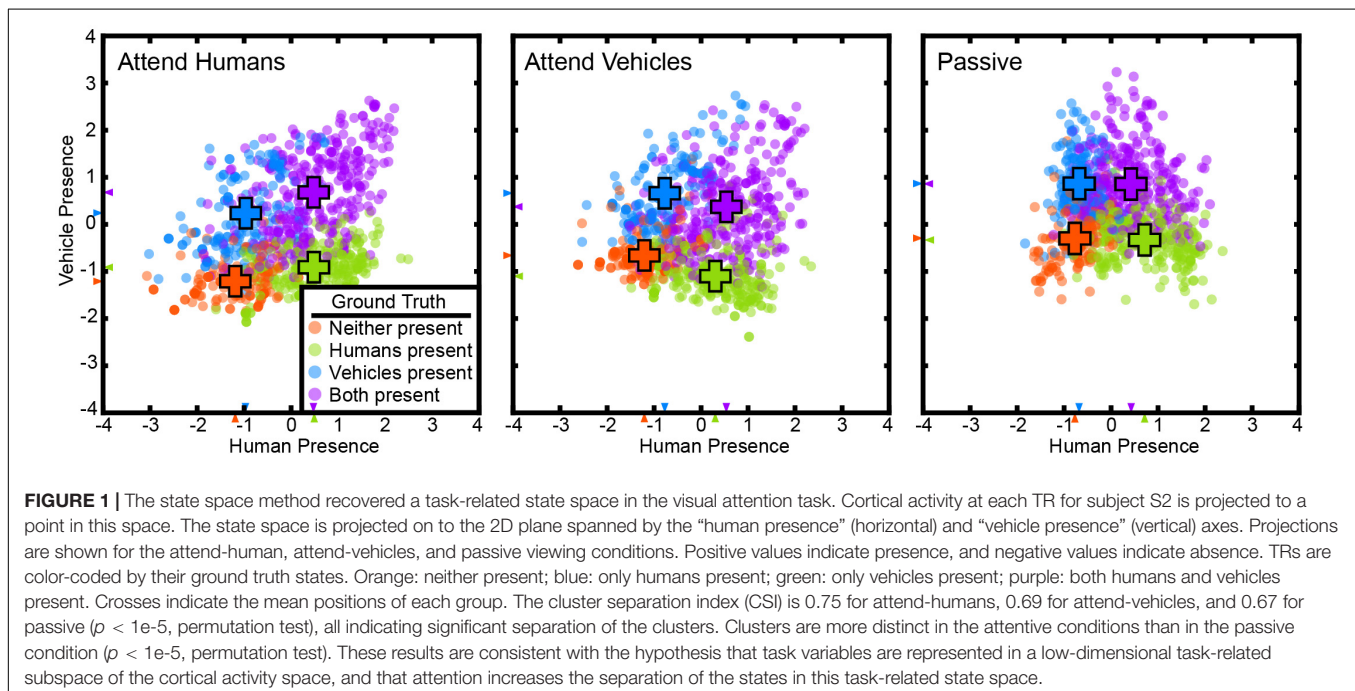 Attend Humans
Attend Vehicles
Passive
4
3
2
1
0
-1
-2
-3
-4
Vehicle Presence
Ground Truth
Neither present
Humans present
Vehicles present
Both present
-4 -3 -2 -1 0 1 2 3 4
-4 -3 -2 -1 0 1 2 3 4
-4 -3 -2 -1 0 1 2 3 4
Human Presence
Human Presence
Human Presence
FIGURE 1 | The state space method recovered a task-related state space in the visual attention task. Cortical activity at each TR for subject S2 is projected to a
point in this space. The state space is projected on to the 2D plane spanned by the “human presence” (horizontal) and “vehicle presence” (vertical) axes. Projections
are shown for the attend-human, attend-vehicles, and passive viewing conditions. Positive values indicate presence, and negative values indicate absence. TRs are
color-coded by their ground truth states. Orange: neither present; blue: only humans present; green: only vehicles present; purple: both humans and vehicles
present. Crosses indicate the mean positions of each group. The cluster separation index (CSI) is 0.75 for attend-humans, 0.69 for attend-vehicles, and 0.67 for
passive (p < 1e-5, permutation test), all indicating significant separation of the clusters. Clusters are more distinct in the attentive conditions than in the passive
condition (p < 1e-5, permutation test). These results are consistent with the hypothesis that task variables are represented in a low-dimensional task-related
subspace of the cortical activity space, and that attention increases the separation of the states in this task-related state space.